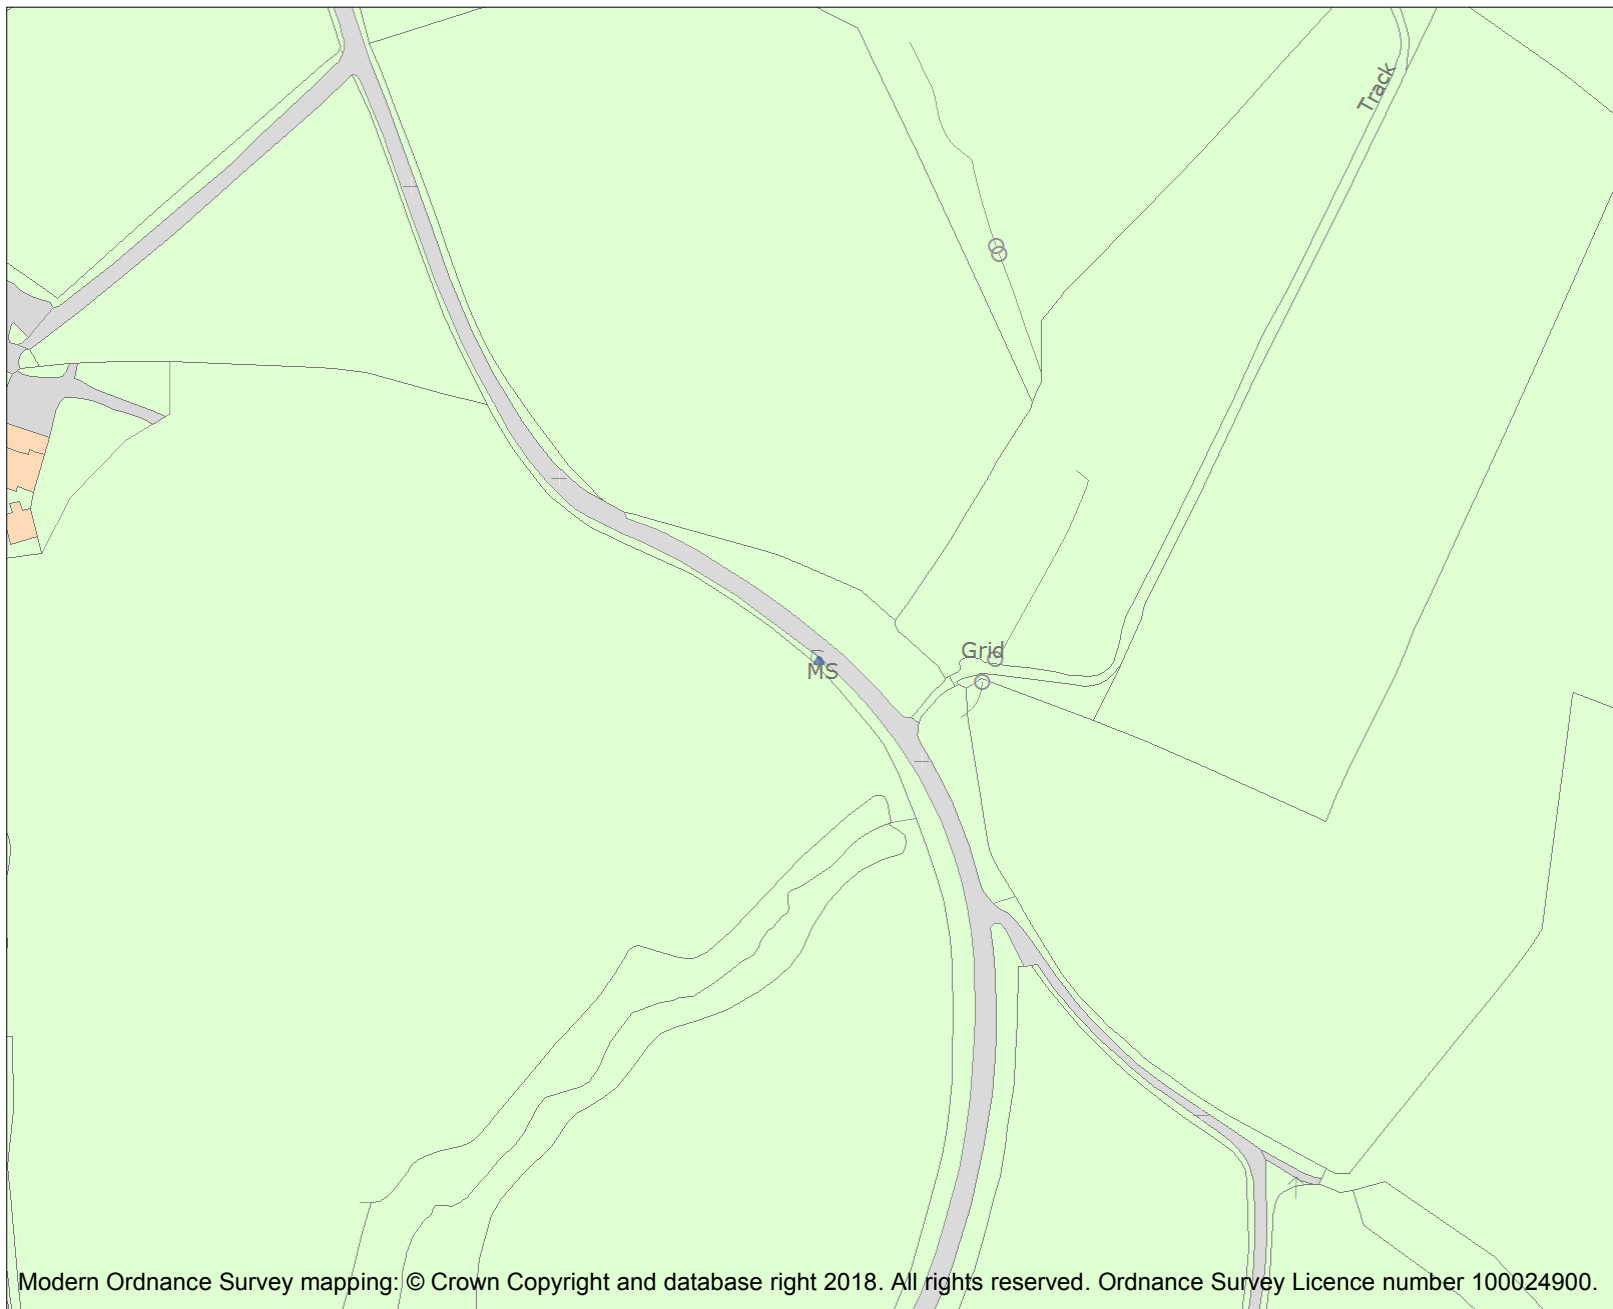 Track
Grid
MS
Modern Ordnance Survey mapping: © Crown Copyright and database right 2018. All rights reserved. Ordnance Survey Licence number 100024900.